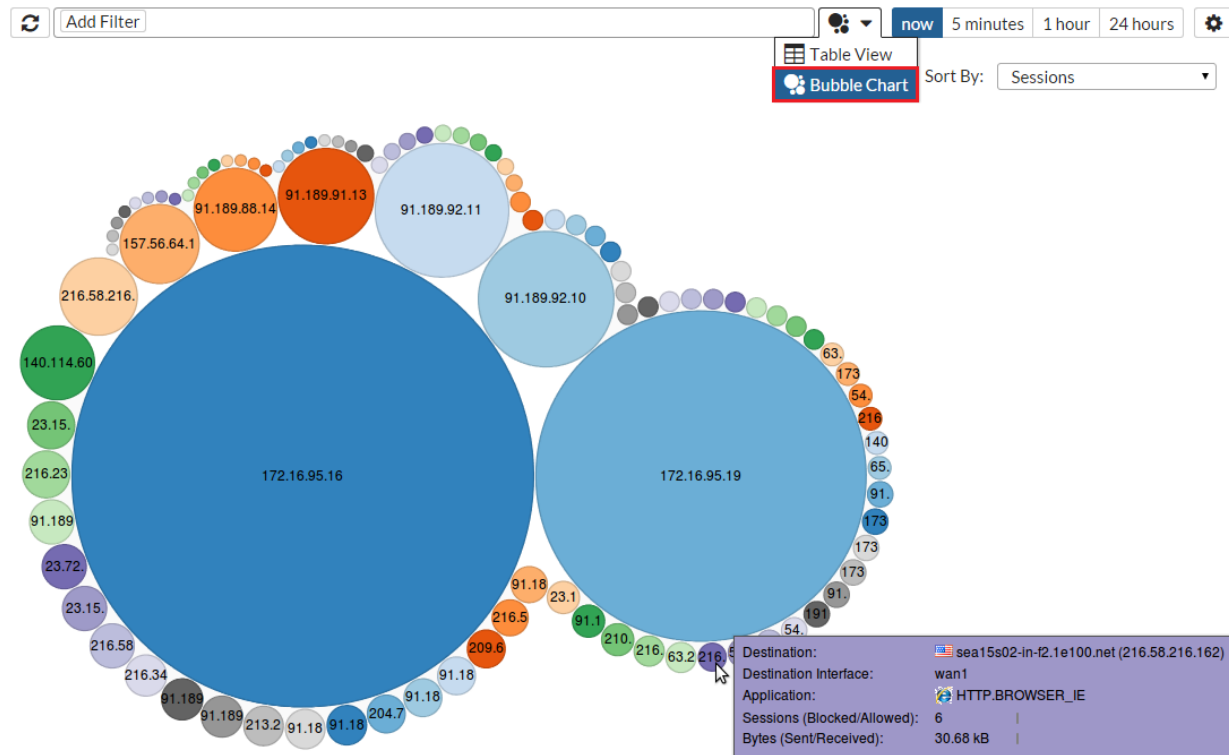 Add Filter
now
5 minutes
1 hour
24 hours
Table View
Bubble Chart
Sort By:
Sessions
91.189.91.13
91.189.88.14
91.189.92.11
157.56.64.1
216.58.216.
91.189.92.10
140.114.60
63.
173
54.
216
23.15.
140
216.23
172.16.95.16
172.16.95.19
65.
91.
91.189
173
173
23.72.
173
91.18
23.1
91.
23.15.
216.5
91.1
191
210.
54.
216.58
209.6
216.
63.2
216.
216.34
91.18
91.189
91.18
91.189
204.7
213.2
91.18
91.18
Destination:
sea15s02-in-f2.1e100.net (216.58.216.162)
Destination Interface:
wan1
Application:
HTTP.BROWSER_IE
Sessions (Blocked/Allowed):
6
Bytes (Sent/Received):
30.68 kB